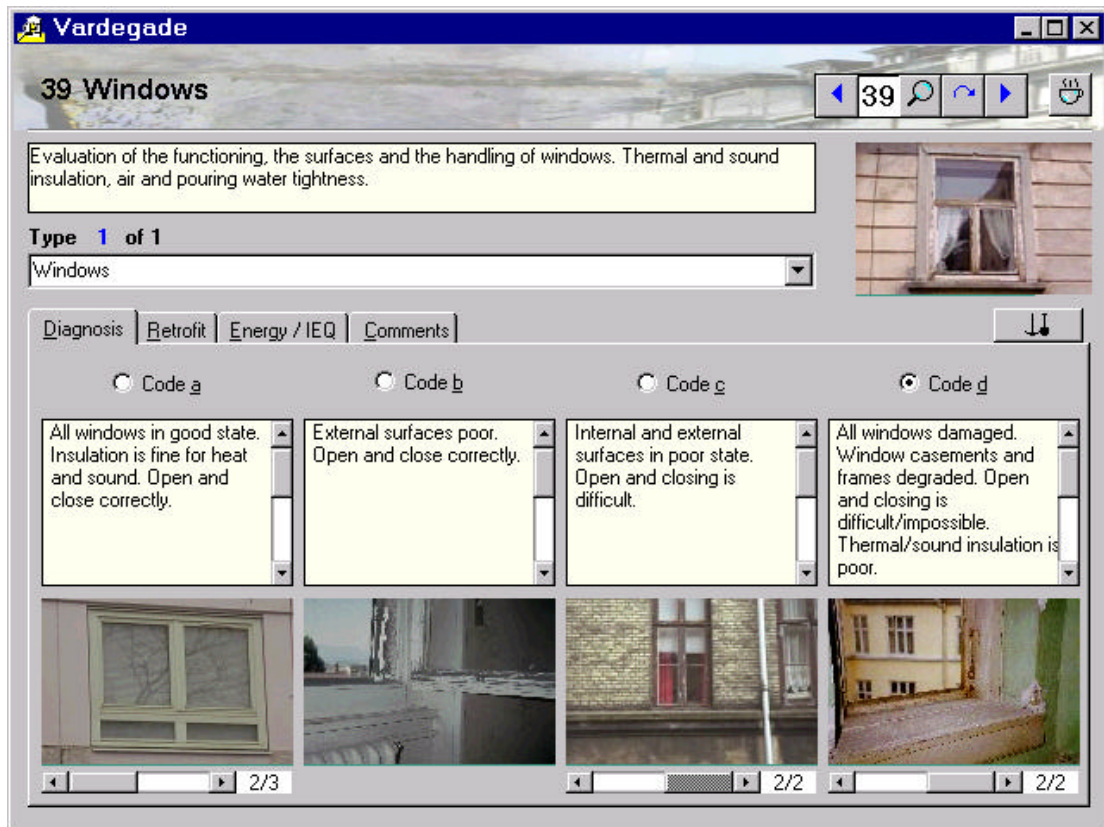 Vardegade
39 Windows
39
Evaluation of the functioning, the surfaces and the handling of windows. Thermal and sound
insulation, air and pouring water tightness.
Type 1 of 1
Windows
Diagnosis Retrofit Energy / IEQ Comments
Code a Code b Code c Code d
All windows in good state.
Insulation is fine for heat
and sound. Open and
close correctly.
External surfaces poor.
Open and close correctly.
Internal and external
surfaces in poor state.
Open and closing is
difficult.
All windows damaged.
Window casements and
frames degraded. Open
and closing is
difficult/impossible.
Thermal/sound insulation is
poor.
2/3 2/2 2/2